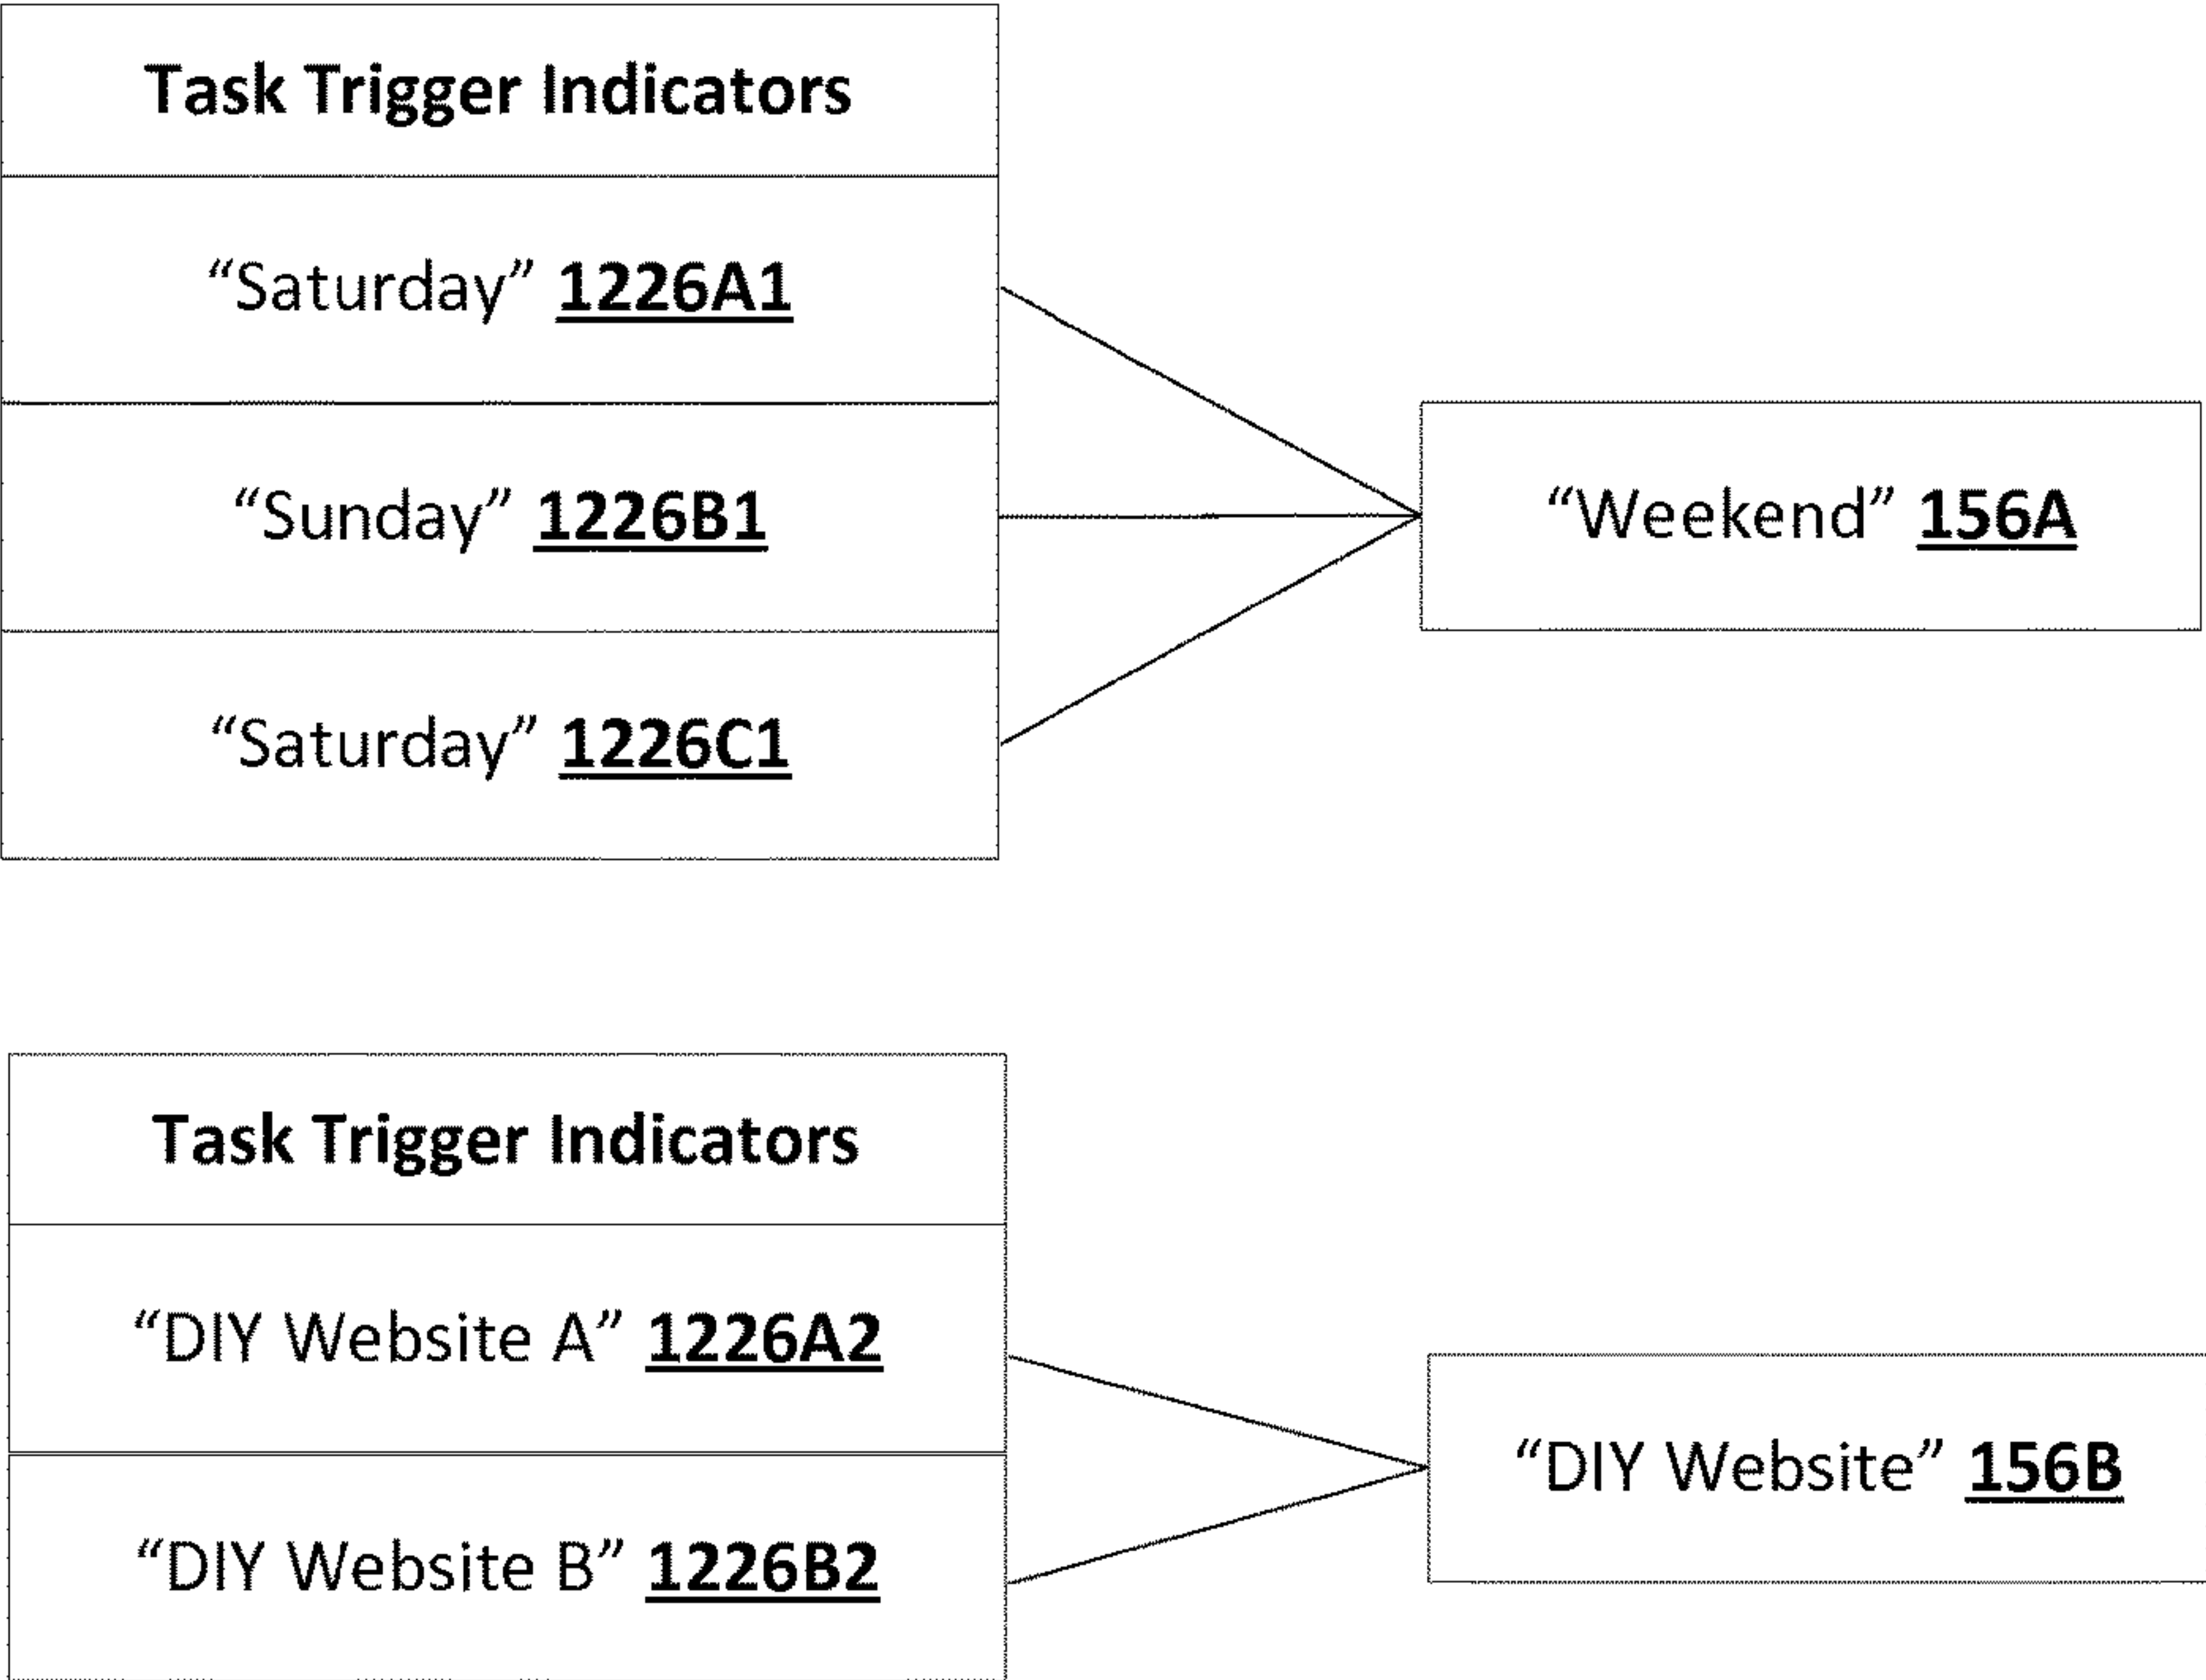 Task Trigger Indicators
“Saturday” 1226A1
“Sunday” 1226B1
“Weekend” 156A
“Saturday” 1226C1
Task Trigger Indicators
“DIY Website A” 1226A2
“DIY Website” 156B
“DIY Website B” 1226B2